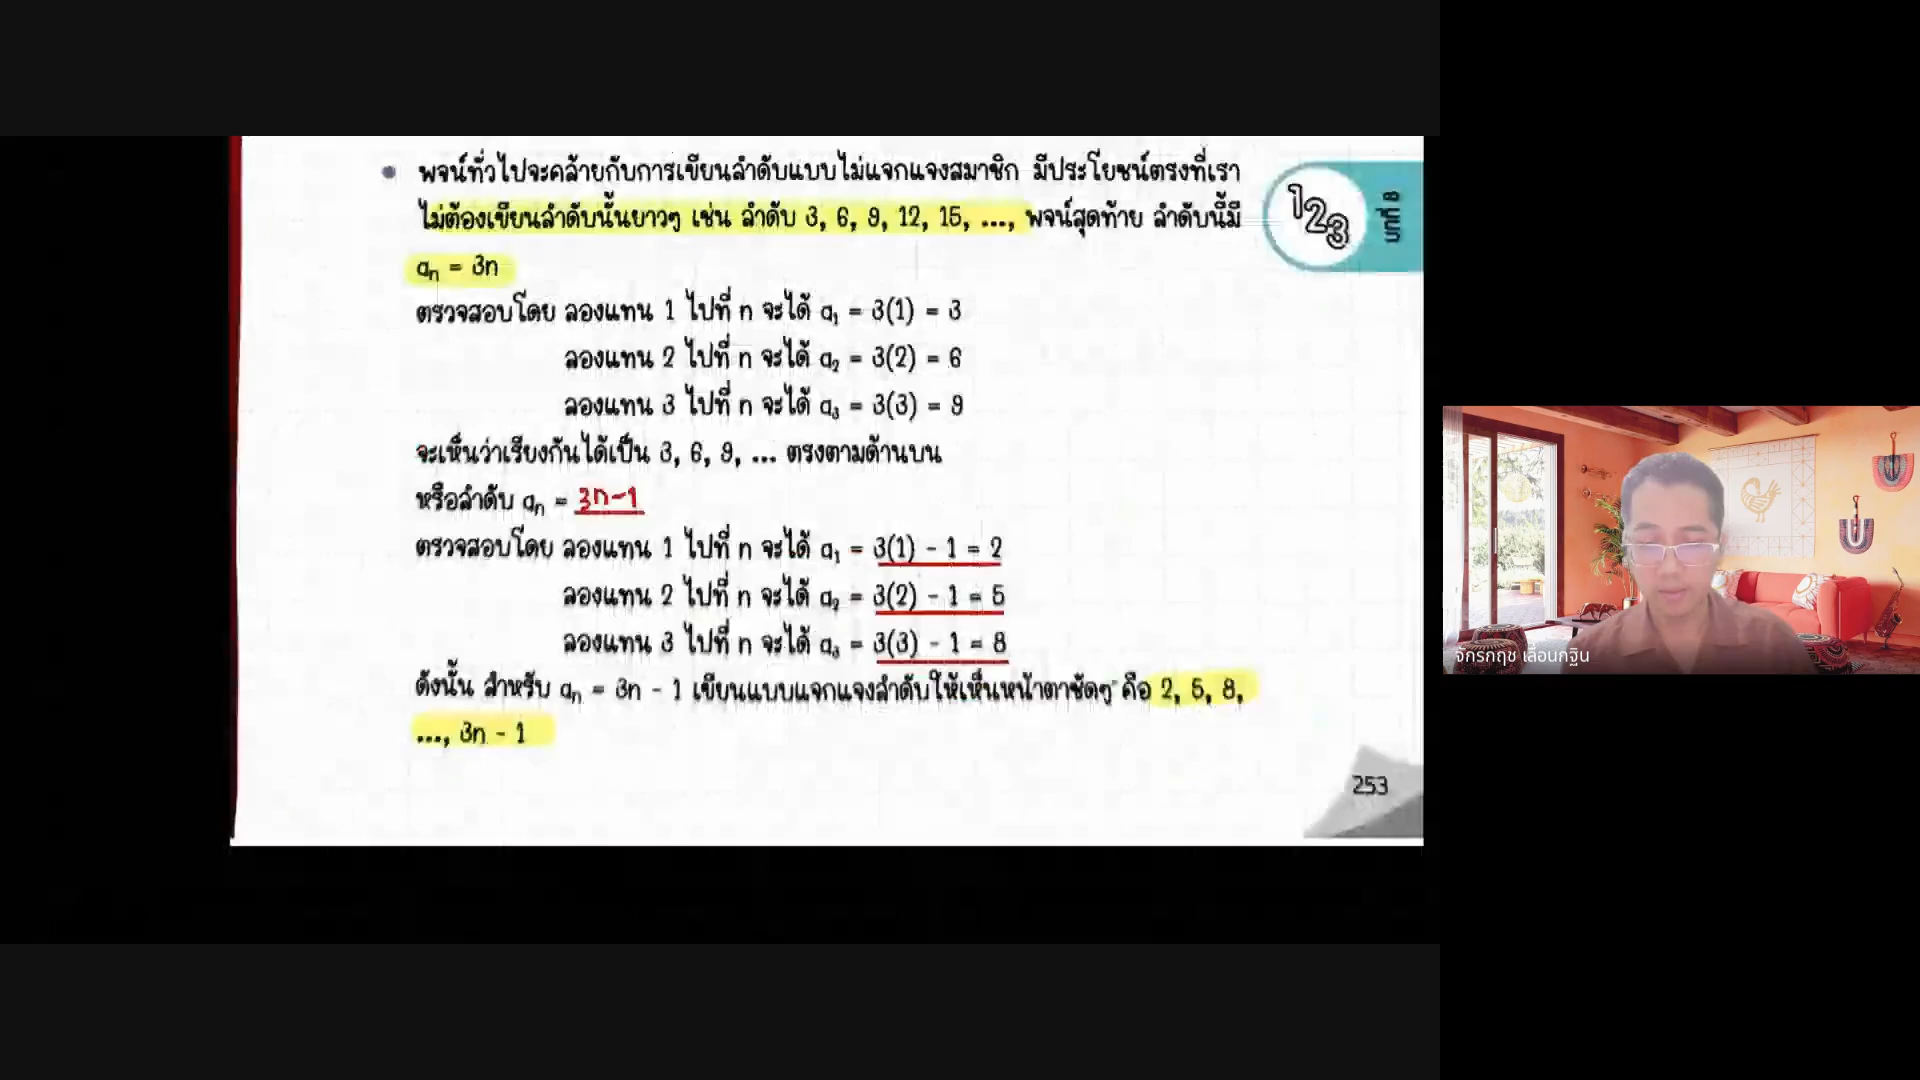 • พจน์ทั่วไปจะคล้ายกับการเขียนลำดับแบบไม่แจกแจงสมาชิก มีประโยชน์ตรงที่เรา
ไม่ต้องเขียนลำดับนั้นยาวๆ เช่น ลำดับ 3, 6, 9, 12, 15, ..., พจน์สุดท้าย ลำดับนี้มี
aₙ = 3n
ตรวจสอบโดย ลองแทน 1 ไปที่ n จะได้ a₁ = 3(1) = 3
ลองแทน 2 ไปที่ n จะได้ a₂ = 3(2) = 6
ลองแทน 3 ไปที่ n จะได้ a₃ = 3(3) = 9
จะเห็นว่าเรียงกันได้เป็น 3, 6, 9, ... ตรงตามด้านบน
หรือลำดับ aₙ = 3n-1
ตรวจสอบโดย ลองแทน 1 ไปที่ n จะได้ a₁ = 3(1) - 1 = 2
ลองแทน 2 ไปที่ n จะได้ a₂ = 3(2) - 1 = 5
ลองแทน 3 ไปที่ n จะได้ a₃ = 3(3) - 1 = 8
ดังนั้น สำหรับ aₙ = 3n - 1 เขียนแบบแจกแจงลำดับให้เห็นหน้าตาชัดๆ คือ 2, 5, 8,
..., 3n - 1
123
บทที่ 8
253
จักรกฤช เลื่อนกฐิน